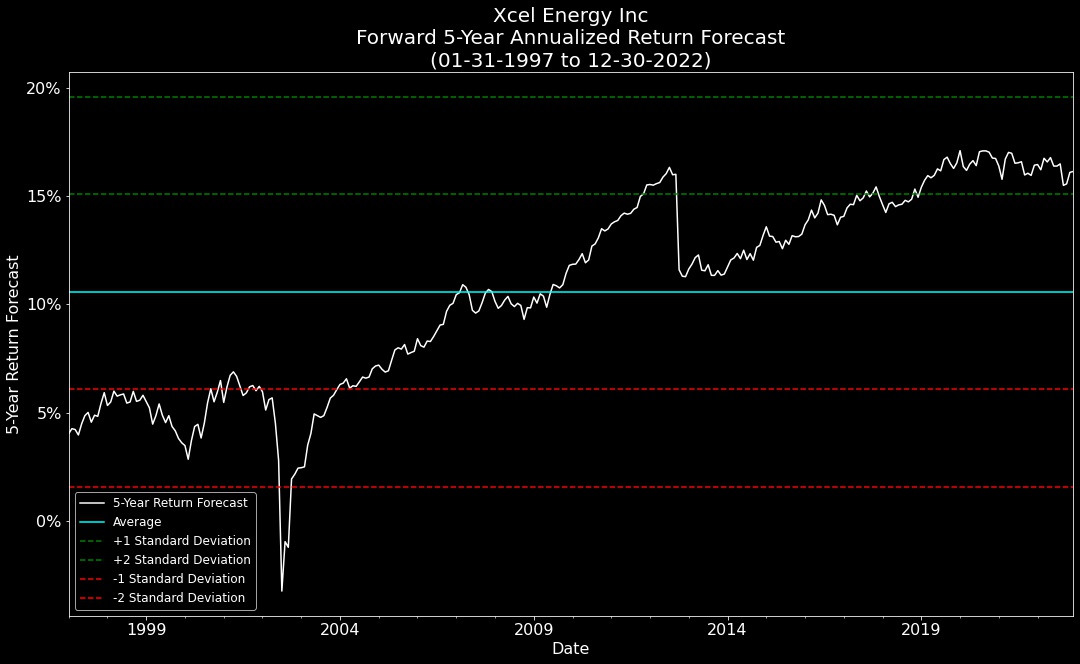 Xcel Energy Inc
Forward 5-Year Annualized Return Forecast
(01-31-1997 to 12-30-2022)
5-Year Return Forecast
20%
15%
10%
5%
0%
5-Year Return Forecast
Average
+1 Standard Deviation
+2 Standard Deviation
-1 Standard Deviation
-2 Standard Deviation
1999
2004
2009
2014
2019
Date